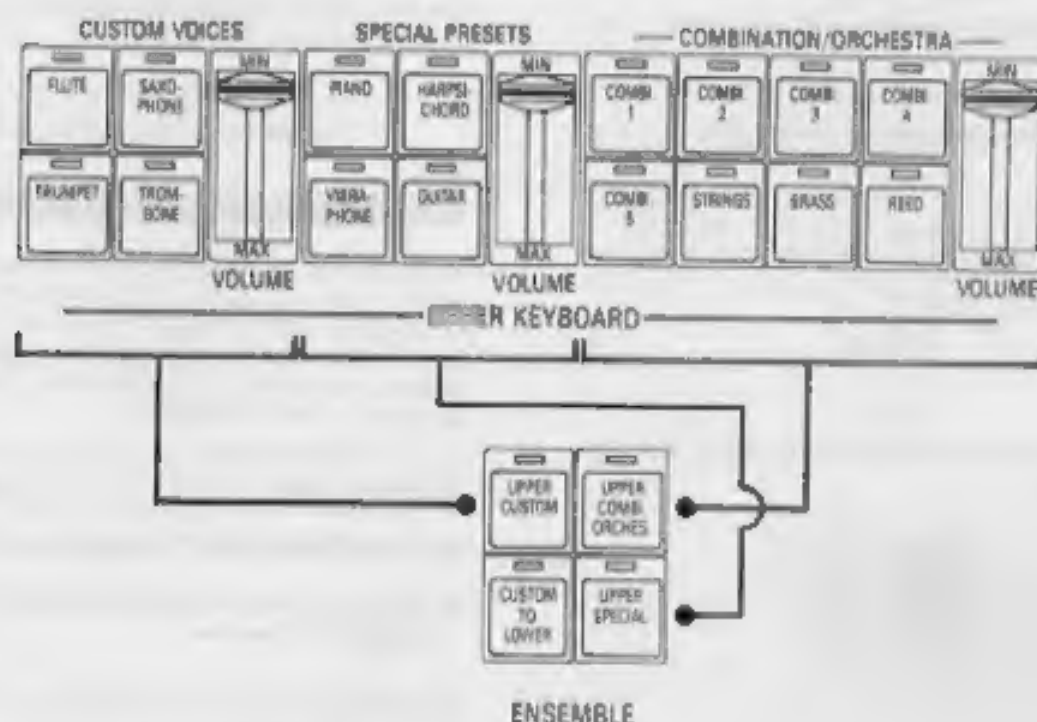 CUSTOM VOICES
SPECIAL PRESETS
COMBINATION/ORCHESTRA
FLUTE
SAXO-
PHONE
MIN
PIANO
HARPSI-
CHORD
MIN
COMBI.
1
COMBI.
2
COMBI.
3
COMBI.
4
MIN
TRUMPET
TROM-
BONE
MAX
VIBRA-
PHONE
GUITAR
MAX
COMBI.
5
STRINGS
BRASS
REED
MAX
VOLUME
VOLUME
VOLUME
UPPER KEYBOARD
UPPER
CUSTOM
UPPER
COMBI.
ORCHES.
CUSTOM
TO
LOWER
UPPER
SPECIAL
ENSEMBLE